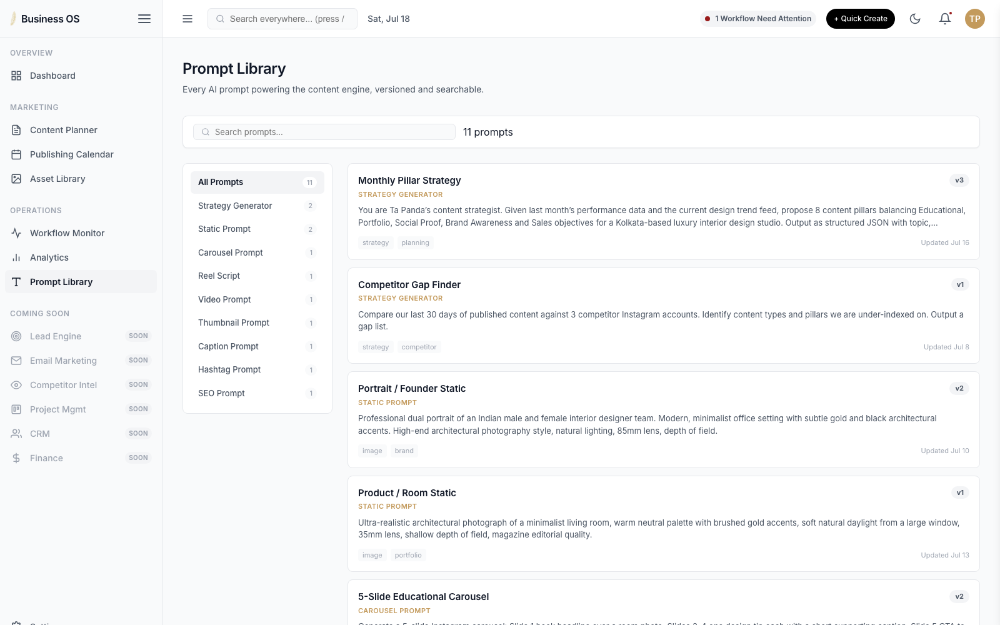 Business OS
Search everywhere... (press /
Sat, Jul 18
1 Workflow Need Attention
+ Quick Create
TP
OVERVIEW
Dashboard
MARKETING
Content Planner
Publishing Calendar
Asset Library
OPERATIONS
Workflow Monitor
Analytics
Prompt Library
COMING SOON
Lead Engine SOON
Email Marketing SOON
Competitor Intel SOON
Project Mgmt SOON
CRM SOON
Finance SOON
Prompt Library
Every AI prompt powering the content engine, versioned and searchable.
Search prompts...
11 prompts
All Prompts 11
Strategy Generator 2
Static Prompt 2
Carousel Prompt 1
Reel Script 1
Video Prompt 1
Thumbnail Prompt 1
Caption Prompt 1
Hashtag Prompt 1
SEO Prompt 1
Monthly Pillar Strategy v3
STRATEGY GENERATOR
You are Ta Panda’s content strategist. Given last month’s performance data and the current design trend feed, propose 8 content pillars balancing Educational,
Portfolio, Social Proof, Brand Awareness and Sales objectives for a Kolkata-based luxury interior design studio. Output as structured JSON with topic,...
strategy planning Updated Jul 16
Competitor Gap Finder v1
STRATEGY GENERATOR
Compare our last 30 days of published content against 3 competitor Instagram accounts. Identify content types and pillars we are under-indexed on. Output a
gap list.
strategy competitor Updated Jul 8
Portrait / Founder Static v2
STATIC PROMPT
Professional dual portrait of an Indian male and female interior designer team. Modern, minimalist office setting with subtle gold and black architectural
accents. High-end architectural photography style, natural lighting, 85mm lens, depth of field.
image brand Updated Jul 10
Product / Room Static v1
STATIC PROMPT
Ultra-realistic architectural photograph of a minimalist living room, warm neutral palette with brushed gold accents, soft natural daylight from a large window,
35mm lens, shallow depth of field, magazine editorial quality.
image portfolio Updated Jul 13
5-Slide Educational Carousel v2
CAROUSEL PROMPT